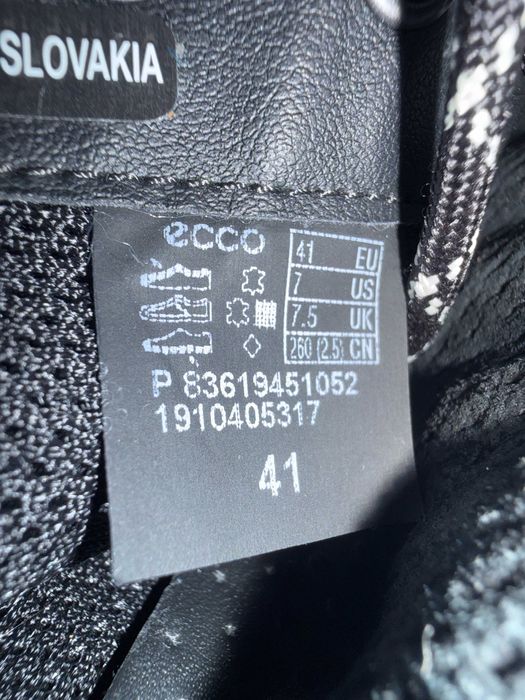 SLOVAKIA
ecco
41 EU
7 US
7.5 UK
260 (2.5) CN
P 83619451052
1910405317
41